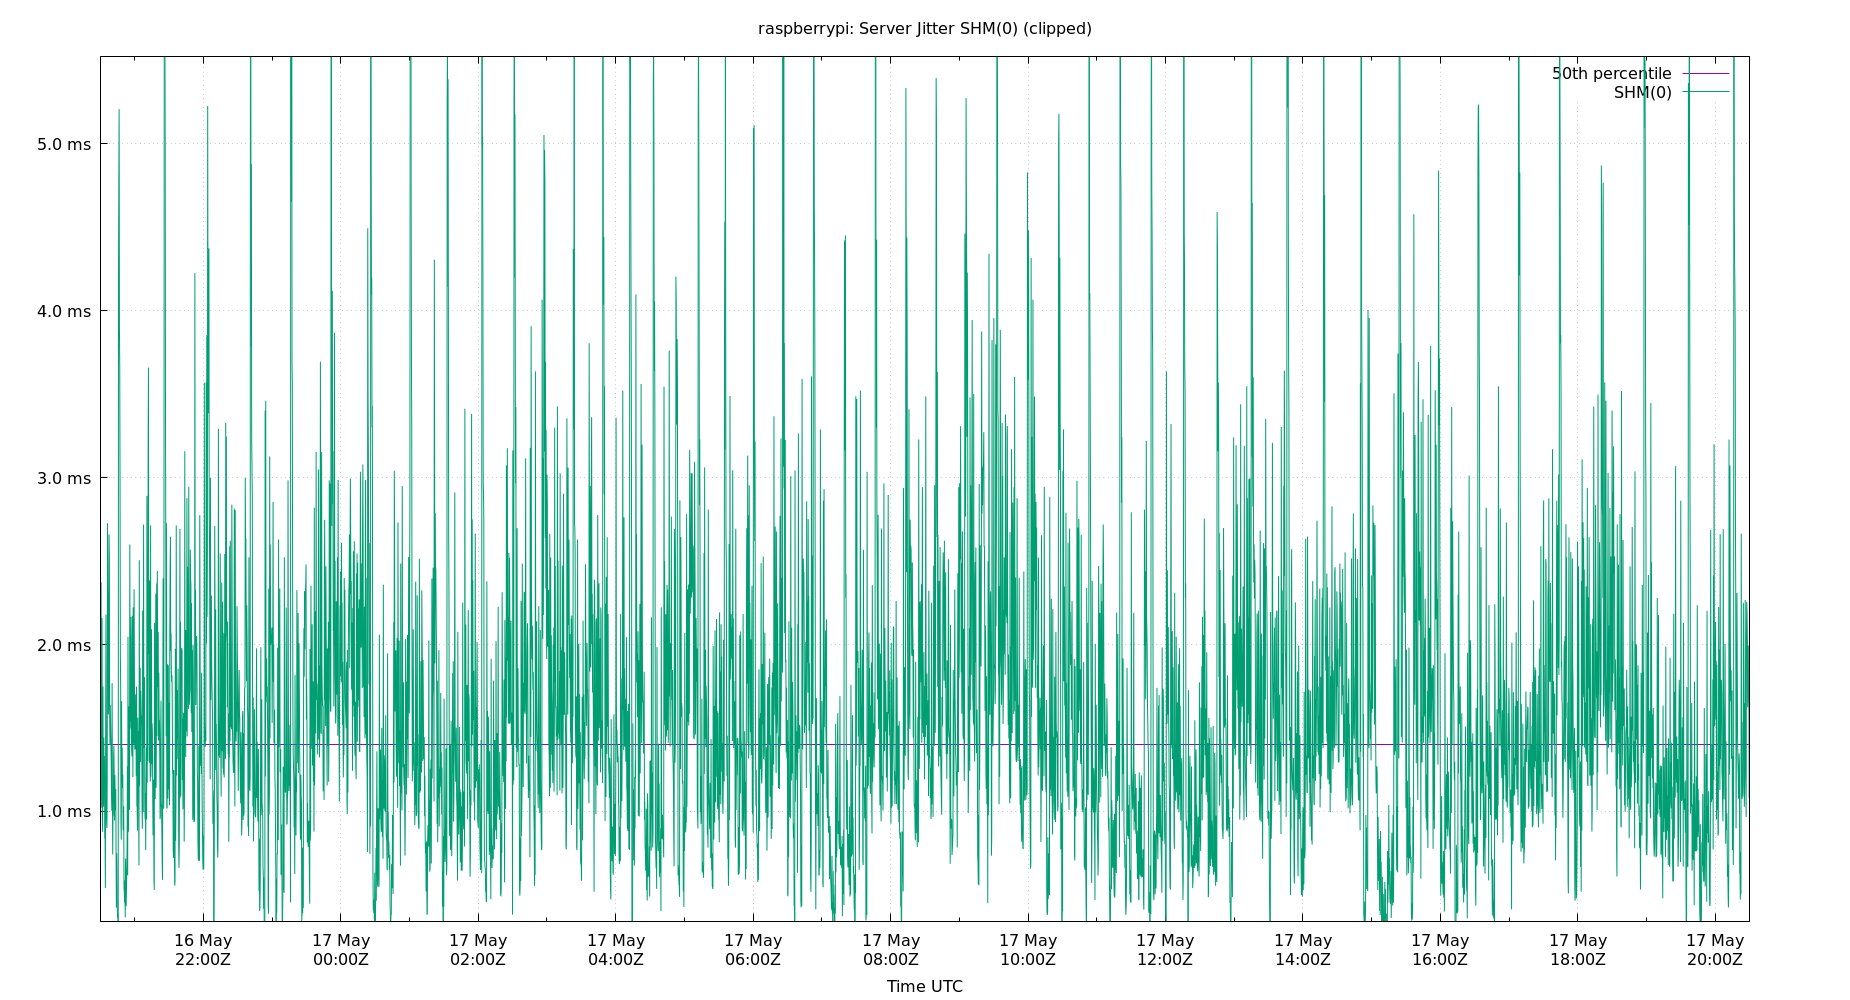 raspberrypi: Server Jitter SHM(0) (clipped)
50th percentile
SHM(0)
5.0 ms
4.0 ms
3.0 ms
2.0 ms
1.0 ms
16 May 17 May 17 May 17 May 17 May 17 May 17 May 17 May 17 May 17 May 17 May 17 May
22:00Z 00:00Z 02:00Z 04:00Z 06:00Z 08:00Z 10:00Z 12:00Z 14:00Z 16:00Z 18:00Z 20:00Z
Time UTC